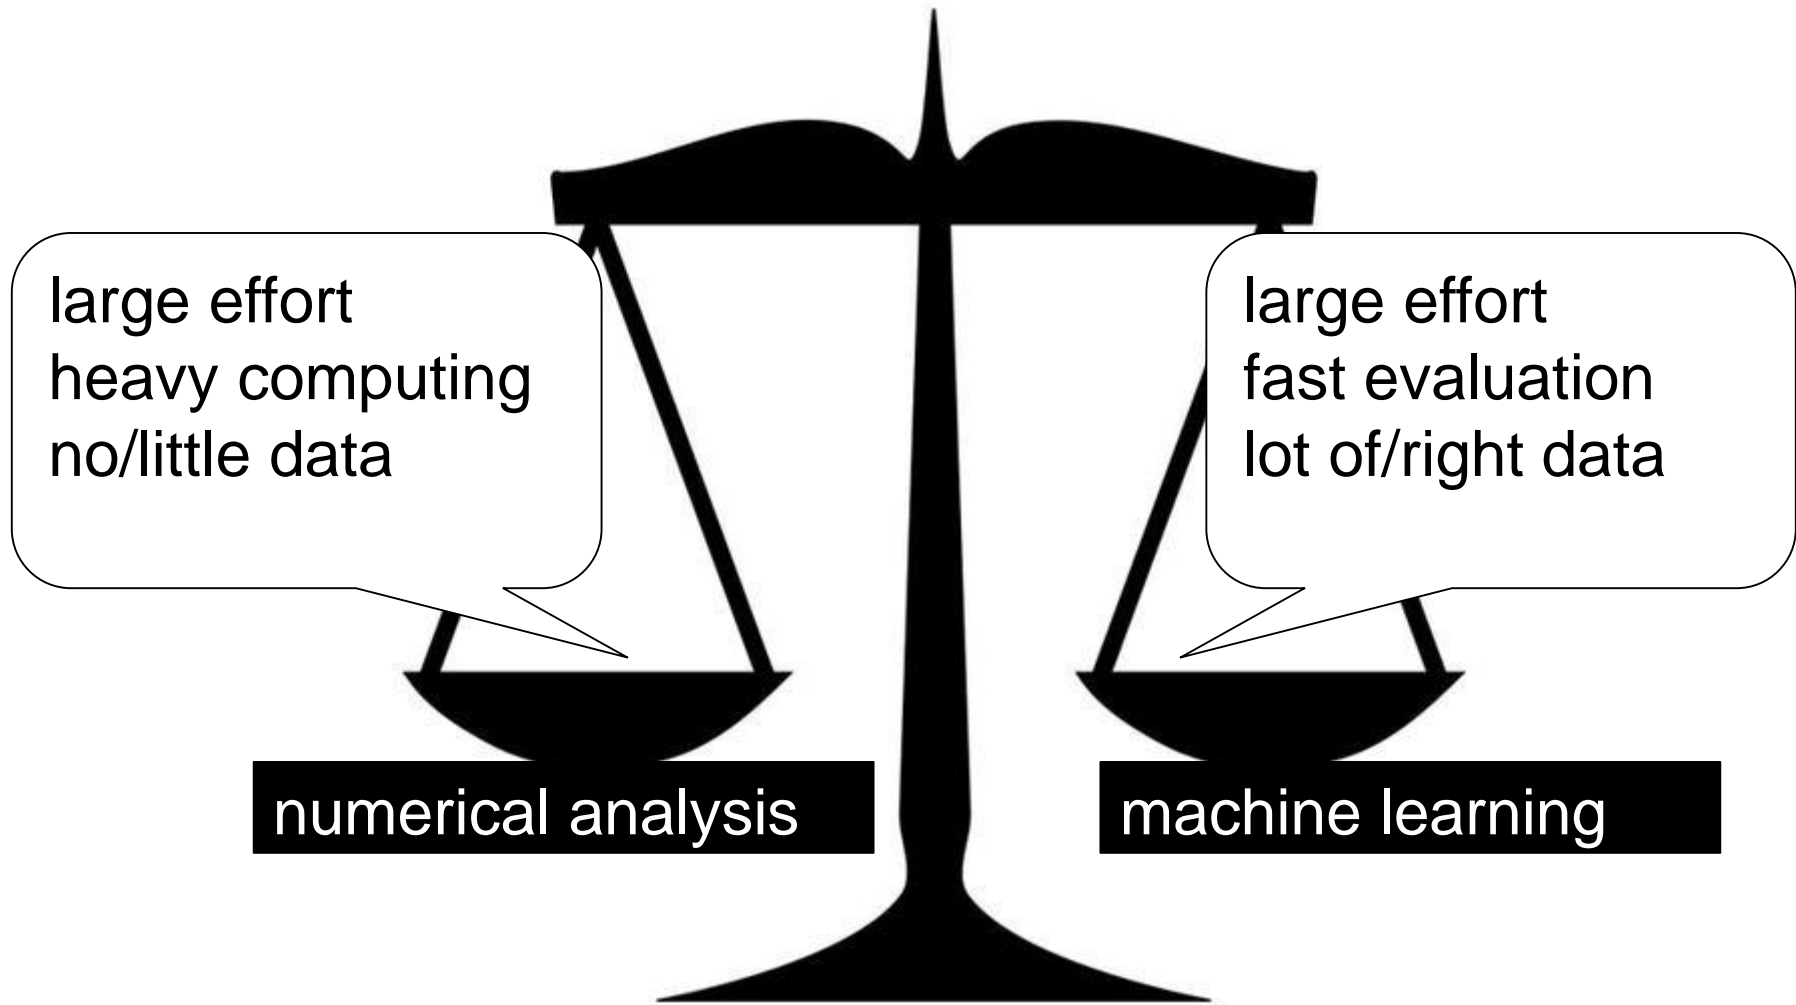 large effort
heavy computing
no/little data
large effort
fast evaluation
lot of/right data
numerical analysis
machine learning